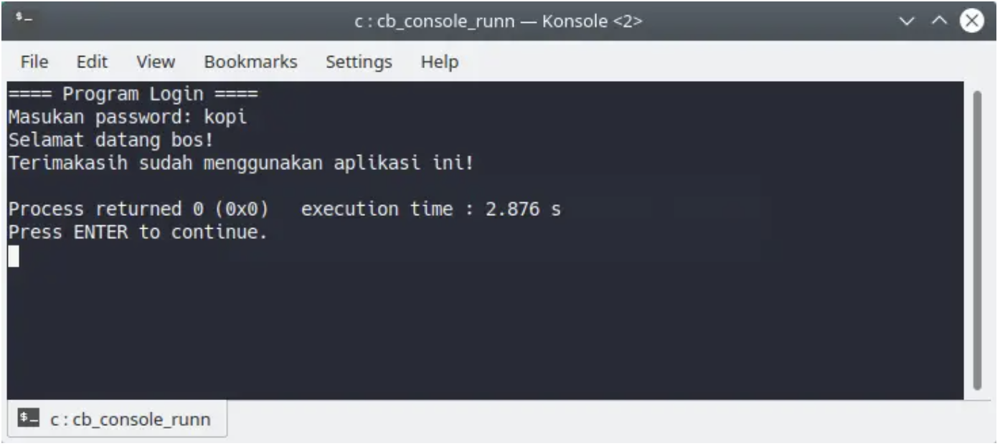 c : cb_console_runn — Konsole <2>
File Edit View Bookmarks Settings Help
==== Program Login ====
Masukan password: kopi
Selamat datang bos!
Terimakasih sudah menggunakan aplikasi ini!
Process returned 0 (0x0)   execution time : 2.876 s
Press ENTER to continue.
c : cb_console_runn